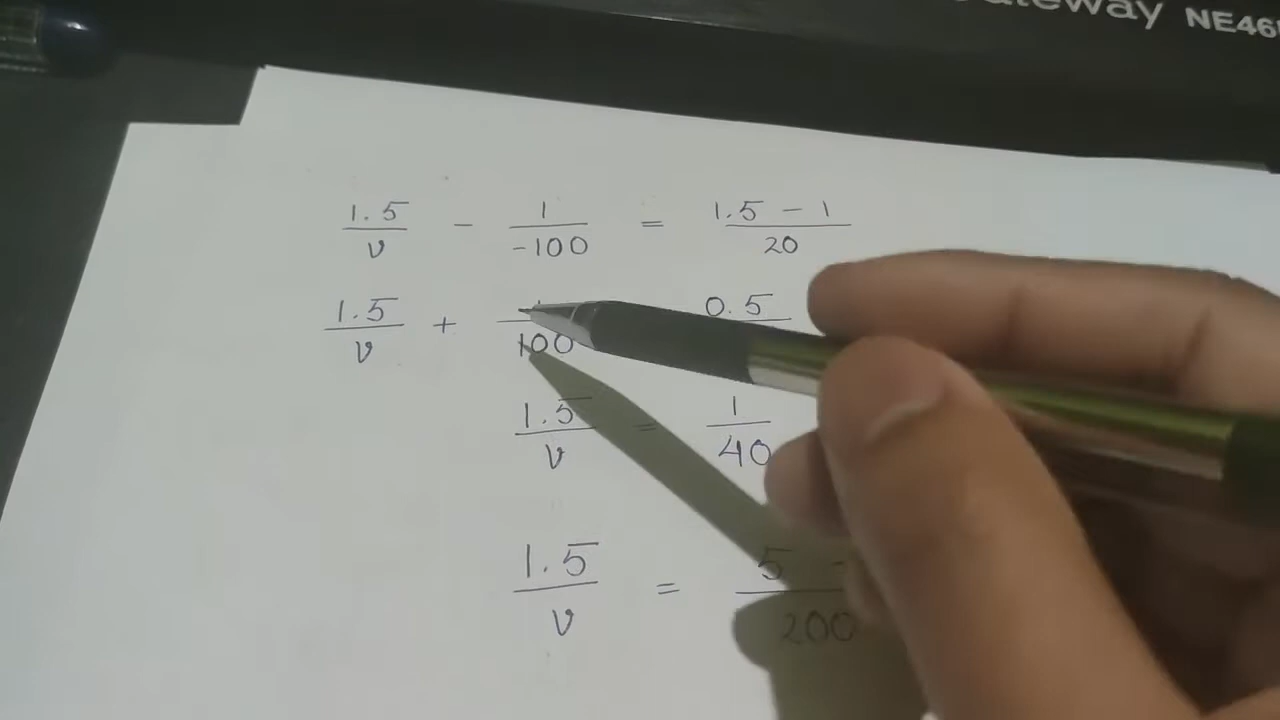 NE46
1.5/v - 1/-100 = 1.5 - 1/20
1.5/v + /100 0.5
1.5/v = 1/40
1.5/v = 5 - /200